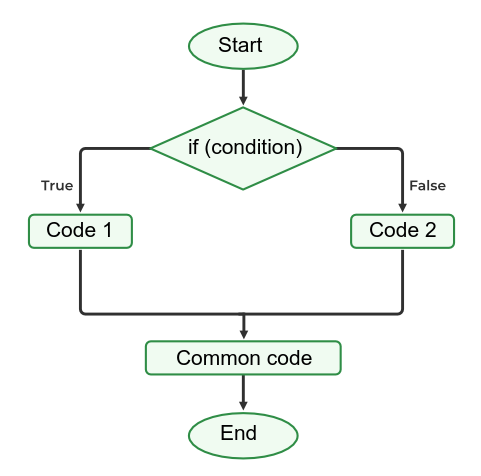 Start
if (condition)
True
False
Code 1
Code 2
Common code
End